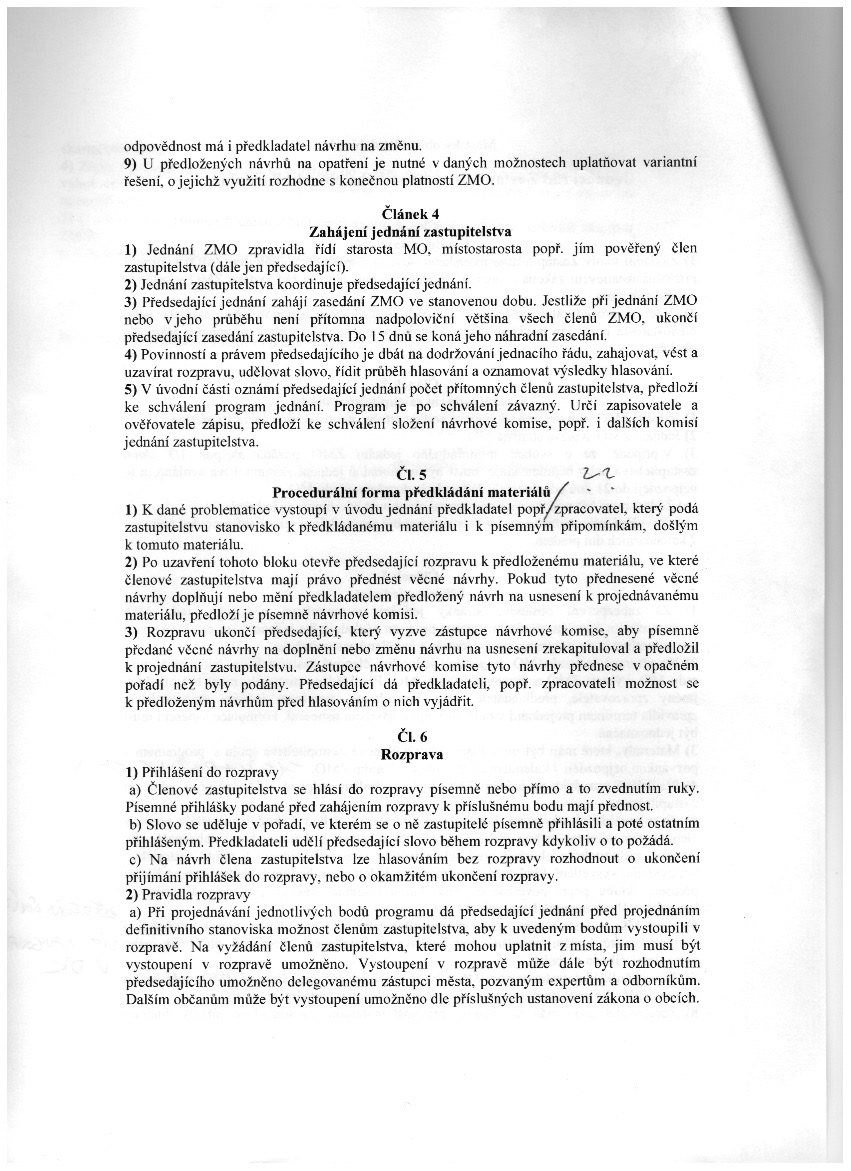 odpovědnost má i předkladatel návrhu na změnu.
9) U předložených návrhů na opatření je nutné v daných možnostech uplatňovat variantní
řešení, o jejichž využití rozhodne s konečnou platností ZMO.
Článek 4
Zahájení jednání zastupitelstva
1) Jednání ZMO zpravidla řídí starosta MO, místostarosta popř. jím pověřený člen
zastupitelstva (dále jen předsedající).
2) Jednání zastupitelstva koordinuje předsedající jednání.
3) Předsedající jednání zahájí zasedání ZMO ve stanovenou dobu. Jestliže při jednání ZMO
nebo v jeho průběhu není přítomna nadpoloviční většina všech členů ZMO, ukončí
předsedající zasedání zastupitelstva. Do 15 dnů se koná jeho náhradní zasedání.
4) Povinností a právem předsedajícího je dbát na dodržování jednacího řádu, zahajovat, vést a
uzavírat rozpravu, udělovat slovo, řídit průběh hlasování a oznamovat výsledky hlasování.
5) V úvodní části oznámí předsedající jednání počet přítomných členů zastupitelstva, předloží
ke schválení program jednání. Program je po schválení závazný. Určí zapisovatele a
ověřovatele zápisu, předloží ke schválení složení návrhové komise, popř. i dalších komisí
jednání zastupitelstva.
Čl. 5
Procedurální forma předkládání materiálů
1) K dané problematice vystoupí v úvodu jednání předkladatel popř. zpracovatel, který podá
zastupitelstvu stanovisko k předkládanému materiálu i k písemným připomínkám, došlým
k tomuto materiálu.
2) Po uzavření tohoto bloku otevře předsedající rozpravu k předloženému materiálu, ve které
členové zastupitelstva mají právo přednést věcné návrhy. Pokud tyto přednesené věcné
návrhy doplňují nebo mění předkladatelem předložený návrh na usnesení k projednávanému
materiálu, předloží je písemně návrhové komisi.
3) Rozpravu ukončí předsedající, který vyzve zástupce návrhové komise, aby písemně
předané věcné návrhy na doplnění nebo změnu návrhu na usnesení zrekapituloval a předložil
k projednání zastupitelstvu. Zástupce návrhové komise tyto návrhy přednese v opačném
pořadí než byly podány. Předsedající dá předkladateli, popř. zpracovateli možnost se
k předloženým návrhům před hlasováním o nich vyjádřit.
Čl. 6
Rozprava
1) Přihlášení do rozpravy
a) Členové zastupitelstva se hlásí do rozpravy písemně nebo přímo a to zvednutím ruky.
Písemné přihlášky podané před zahájením rozpravy k příslušnému bodu mají přednost.
b) Slovo se uděluje v pořadí, ve kterém se o ně zastupitelé písemně přihlásili a poté ostatním
přihlášeným. Předkladateli udělí předsedající slovo během rozpravy kdykoliv o to požádá.
c) Na návrh člena zastupitelstva lze hlasováním bez rozpravy rozhodnout o ukončení
přijímání přihlášek do rozpravy, nebo o okamžitém ukončení rozpravy.
2) Pravidla rozpravy
a) Při projednávání jednotlivých bodů programu dá předsedající jednání před projednáním
definitivního stanoviska možnost členům zastupitelstva, aby k uvedeným bodům vystoupili v
rozpravě. Na vyžádání členů zastupitelstva, které mohou uplatnit z místa, jim musí být
vystoupení v rozpravě umožněno. Vystoupení v rozpravě může dále být rozhodnutím
předsedajícího umožněno delegovanému zástupci města, pozvaným expertům a odborníkům.
Dalším občanům může být vystoupení umožněno dle příslušných ustanovení zákona o obcích.